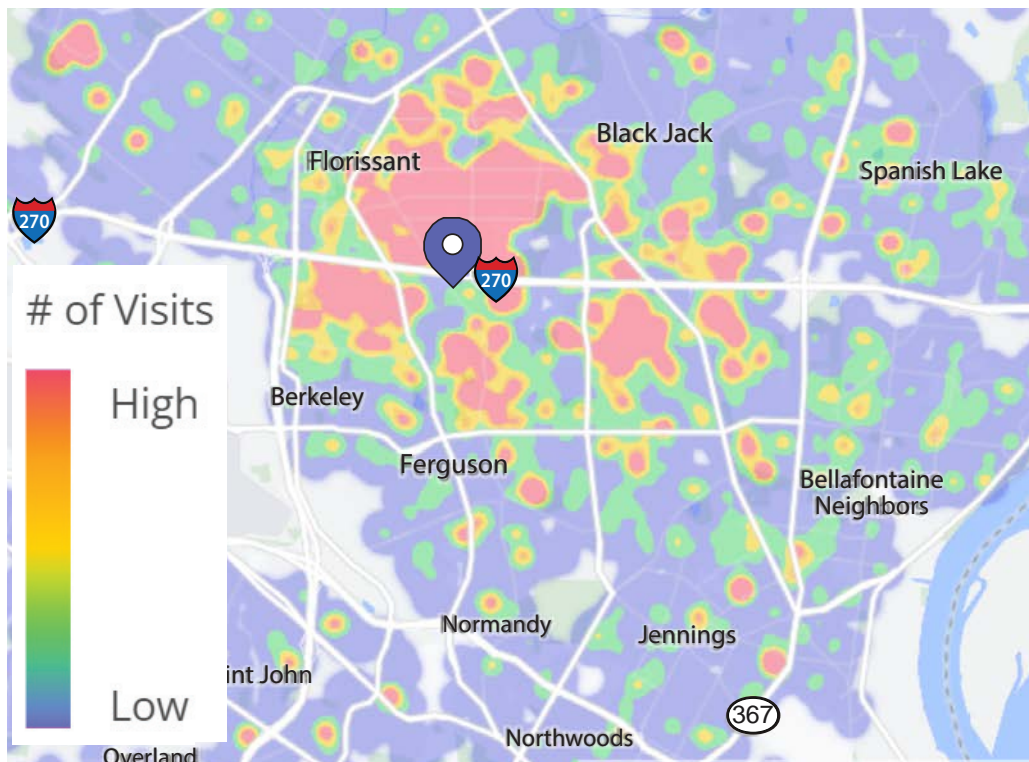 Black Jack
Florissant
Spanish Lake
270
270
# of Visits
High
Low
Berkeley
Ferguson
Bellafontaine
Neighbors
Normandy
Jennings
int John
367
Northwoods
Overland